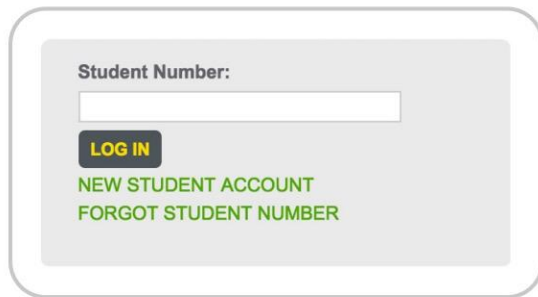 Student Number:
LOG IN
NEW STUDENT ACCOUNT
FORGOT STUDENT NUMBER